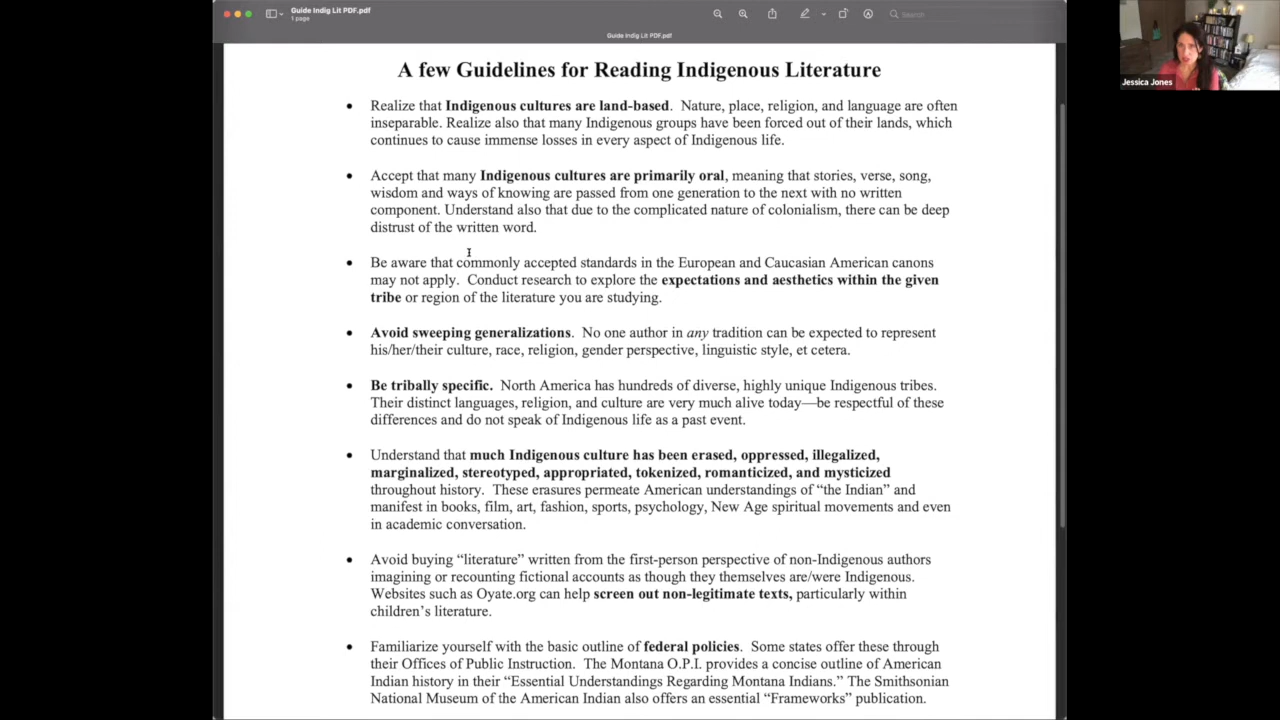 Guide Indig Lit PDF.pdf
1 page
Search
Guide Indig Lit PDF.pdf
Jessica Jones
A few Guidelines for Reading Indigenous Literature
• Realize that Indigenous cultures are land-based. Nature, place, religion, and language are often
inseparable. Realize also that many Indigenous groups have been forced out of their lands, which
continues to cause immense losses in every aspect of Indigenous life.
• Accept that many Indigenous cultures are primarily oral, meaning that stories, verse, song,
wisdom and ways of knowing are passed from one generation to the next with no written
component. Understand also that due to the complicated nature of colonialism, there can be deep
distrust of the written word.
• Be aware that commonly accepted standards in the European and Caucasian American canons
may not apply. Conduct research to explore the expectations and aesthetics within the given
tribe or region of the literature you are studying.
• Avoid sweeping generalizations. No one author in any tradition can be expected to represent
his/her/their culture, race, religion, gender perspective, linguistic style, et cetera.
• Be tribally specific. North America has hundreds of diverse, highly unique Indigenous tribes.
Their distinct languages, religion, and culture are very much alive today—be respectful of these
differences and do not speak of Indigenous life as a past event.
• Understand that much Indigenous culture has been erased, oppressed, illegalized,
marginalized, stereotyped, appropriated, tokenized, romanticized, and mysticized
throughout history. These erasures permeate American understandings of “the Indian” and
manifest in books, film, art, fashion, sports, psychology, New Age spiritual movements and even
in academic conversation.
• Avoid buying “literature” written from the first-person perspective of non-Indigenous authors
imagining or recounting fictional accounts as though they themselves are/were Indigenous.
Websites such as Oyate.org can help screen out non-legitimate texts, particularly within
children’s literature.
• Familiarize yourself with the basic outline of federal policies. Some states offer these through
their Offices of Public Instruction. The Montana O.P.I. provides a concise outline of American
Indian history in their “Essential Understandings Regarding Montana Indians.” The Smithsonian
National Museum of the American Indian also offers an essential “Frameworks” publication.